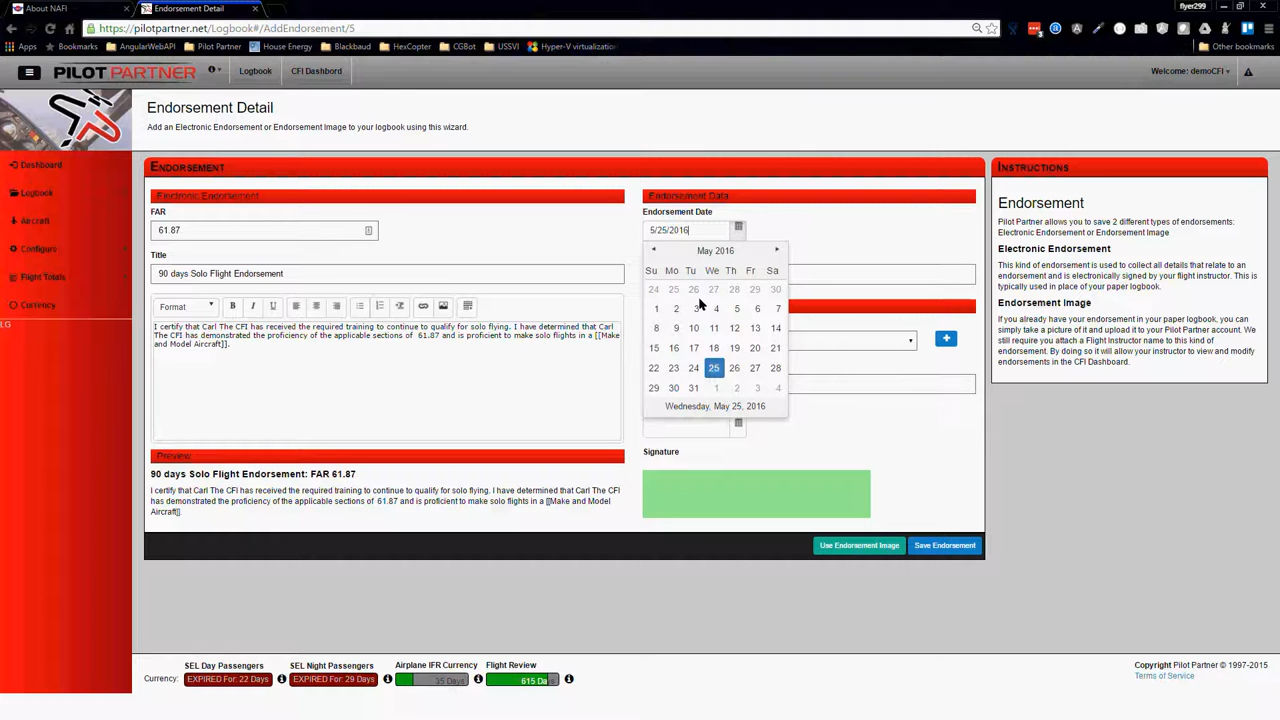 About NAFI
Endorsement Detail
flyer299
https://pilotpartner.net/Logbook#/AddEndorsement/5
Apps
Bookmarks
AngularWebAPI
Pilot Partner
House Energy
Blackbaud
HexCopter
CGBot
USSVI
Hyper-V virtualization
Other bookmarks
PILOT PARTNER
Logbook
CFI Dashbord
Welcome: demoCFI
Endorsement Detail
Add an Electronic Endorsement or Endorsement Image to your logbook using this wizard.
Dashboard
Logbook
Aircraft
Configure
Flight Totals
Currency
LG
ENDORSEMENT
Electronic Endorsement
FAR
61.87
Title
90 days Solo Flight Endorsement
Format
B I U
I certify that Carl The CFI has received the required training to continue to qualify for solo flying. I have determined that Carl
The CFI has demonstrated the proficiency of the applicable sections of 61.87 and is proficient to make solo flights in a [[Make
and Model Aircraft]].
Preview
90 days Solo Flight Endorsement: FAR 61.87
I certify that Carl The CFI has received the required training to continue to qualify for solo flying. I have determined that Carl The CFI
has demonstrated the proficiency of the applicable sections of 61.87 and is proficient to make solo flights in a [[Make and Model
Aircraft]].
Endorsement Data
Endorsement Date
5/25/2016
May 2016
Su Mo Tu We Th Fr Sa
24 25 26 27 28 29 30
1 2 3 4 5 6 7
8 9 10 11 12 13 14
15 16 17 18 19 20 21
22 23 24 25 26 27 28
29 30 31 1 2 3 4
Wednesday, May 25, 2016
Signature
Use Endorsement Image
Save Endorsement
INSTRUCTIONS
Endorsement
Pilot Partner allows you to save 2 different types of endorsements:
Electronic Endorsement or Endorsement Image
Electronic Endorsement
This kind of endorsement is used to collect all details that relate to an
endorsement and is electronically signed by your flight instructor. This is
typically used in place of your paper logbook.
Endorsement Image
If you already have your endorsement in your paper logbook, you can
simply take a picture of it and upload it to your Pilot Partner account. We
still require you attach a Flight Instructor name to this kind of
endorsement. By doing so it will allow your instructor to view and modify
endorsements in the CFI Dashboard.
Currency:
SEL Day Passengers
EXPIRED For: 22 Days
SEL Night Passengers
EXPIRED For: 29 Days
Airplane IFR Currency
35 Days
Flight Review
615 Da
Copyright Pilot Partner © 1997-2015
Terms of Service